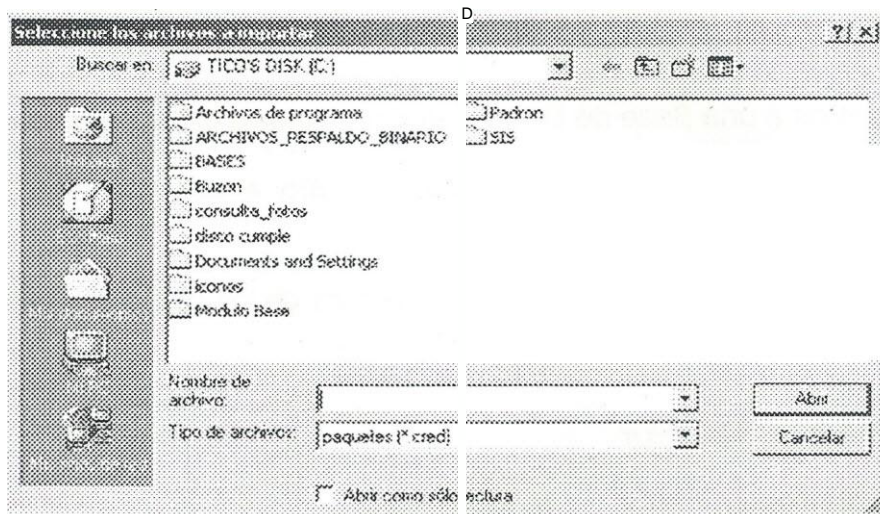 D
Seleccione los archivos a importar
Buscar en: TICO'S DISK (C:)
Archivos de programa
ARCHIVOS_RESPALDO_BINARIO
BASES
Buzon
consulta_fotos
disco cumple
Documents and Settings
iconos
Modulo Base
Padron
SIS
Nombre de archivo:
Abrir
Tipo de archivos: paquetes (*.cred)
Cancelar
Abrir como sólo lectura